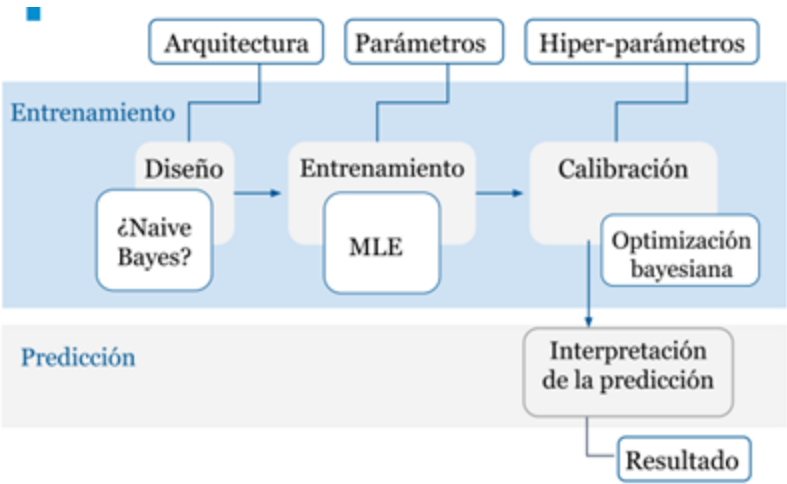 Arquitectura
Parámetros
Hiper-parámetros
Entrenamiento
Diseño
Entrenamiento
Calibración
¿Naive
Bayes?
MLE
Optimización
bayesiana
Predicción
Interpretación
de la predicción
Resultado